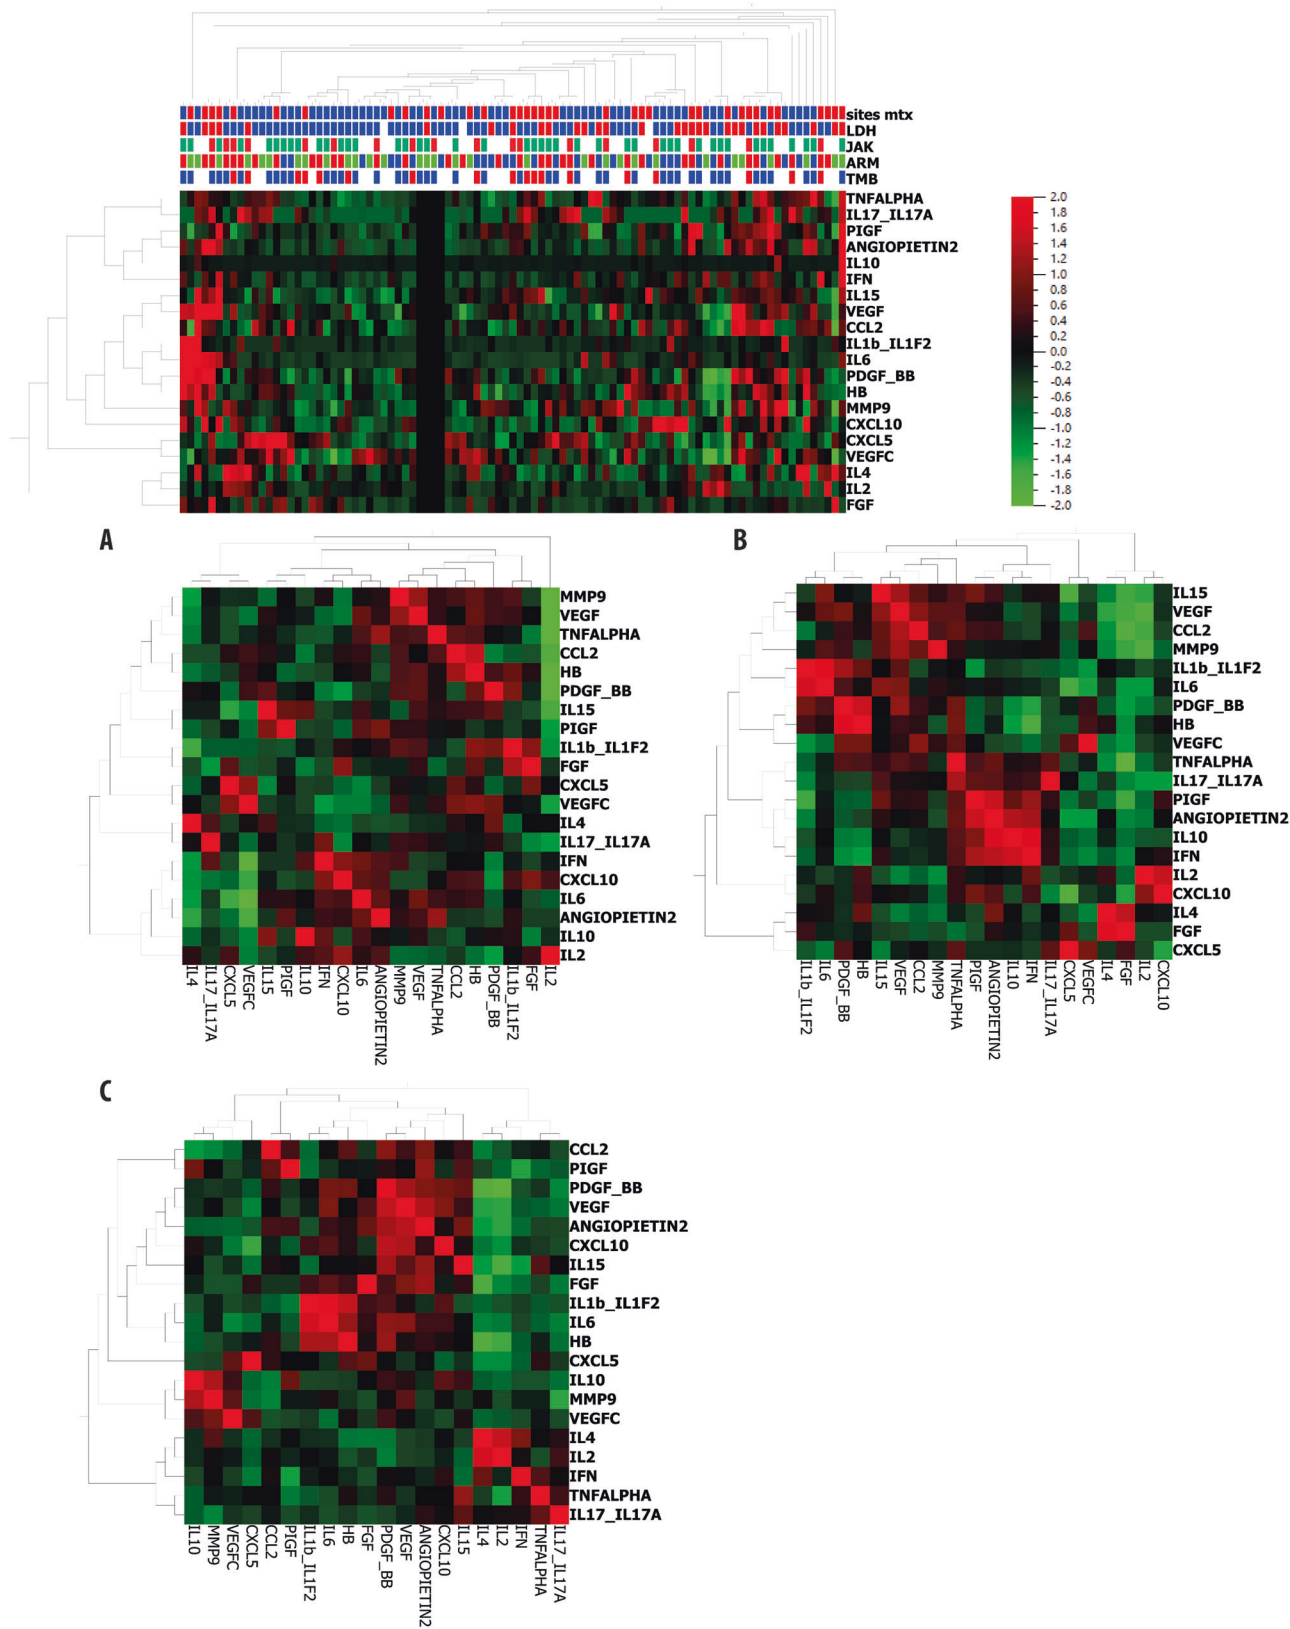 sites mtx
LDH
JAK
ARM
TMB
TNFALPHA
IL17_IL17A
PIGF
ANGIOPIETIN2
IL10
IFN
IL15
VEGF
CCL2
IL1b_IL1F2
IL6
PDGF_BB
HB
MMP9
CXCL10
CXCL5
VEGFC
IL4
IL2
FGF
2.0
1.8
1.6
1.4
1.2
1.0
0.8
0.6
0.4
0.2
0.0
-0.2
-0.4
-0.6
-0.8
-1.0
-1.2
-1.4
-1.6
-1.8
-2.0
A
MMP9
VEGF
TNFALPHA
CCL2
HB
PDGF_BB
IL15
PIGF
IL1b_IL1F2
FGF
CXCL5
VEGFC
IL4
IL17_IL17A
IFN
CXCL10
IL6
ANGIOPIETIN2
IL10
IL2
IL4
IL17_IL17A
CXCL5
VEGFC
IL15
PIGF
IL10
IFN
CXCL10
IL6
ANGIOPIETIN2
MMP9
VEGF
TNFALPHA
CCL2
HB
PDGF_BB
IL1b_IL1F2
FGF
IL2
B
IL15
VEGF
CCL2
MMP9
IL1b_IL1F2
IL6
PDGF_BB
HB
VEGFC
TNFALPHA
IL17_IL17A
PIGF
ANGIOPIETIN2
IL10
IFN
IL2
CXCL10
IL4
FGF
CXCL5
IL1b_IL1F2
IL6
PDGF_BB
HB
IL15
VEGF
CCL2
MMP9
TNFALPHA
PIGF
ANGIOPIETIN2
IL10
IFN
IL17_IL17A
CXCL5
VEGFC
IL4
FGF
IL2
CXCL10
C
CCL2
PIGF
PDGF_BB
VEGF
ANGIOPIETIN2
CXCL10
IL15
FGF
IL1b_IL1F2
IL6
HB
CXCL5
IL10
MMP9
VEGFC
IL4
IL2
IFN
TNFALPHA
IL17_IL17A
IL10
MMP9
VEGFC
CXCL5
CCL2
PIGF
IL1b_IL1F2
IL6
HB
FGF
PDGF_BB
VEGF
ANGIOPIETIN2
CXCL10
IL15
IL4
IL2
IFN
TNFALPHA
IL17_IL17A